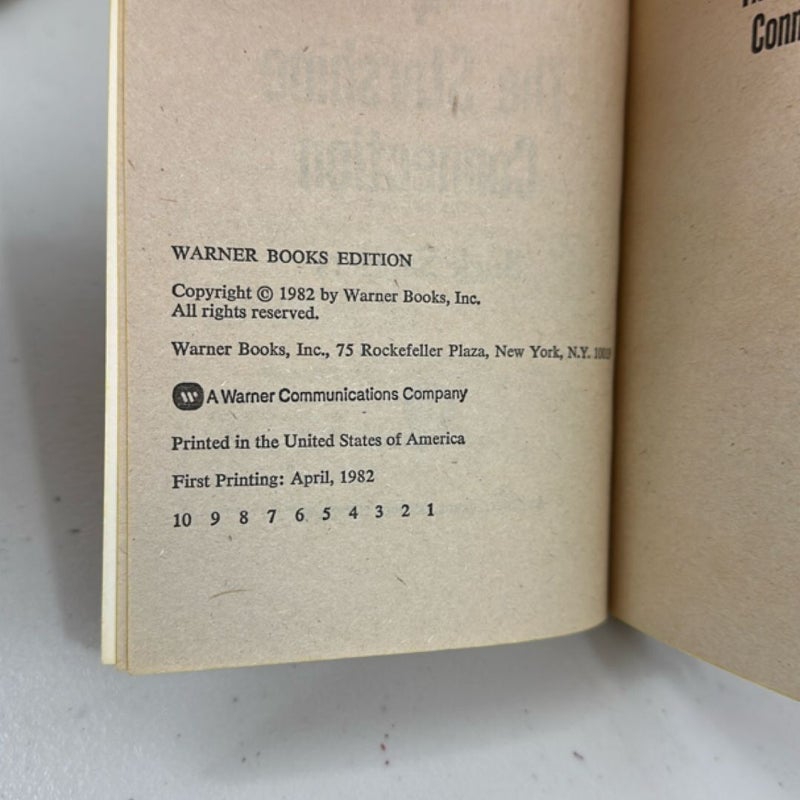 WARNER BOOKS EDITION
Copyright © 1982 by Warner Books, Inc.
All rights reserved.
Warner Books, Inc., 75 Rockefeller Plaza, New York, N.Y.
W A Warner Communications Company
Printed in the United States of America
First Printing: April, 1982
10 9 8 7 6 5 4 3 2 1